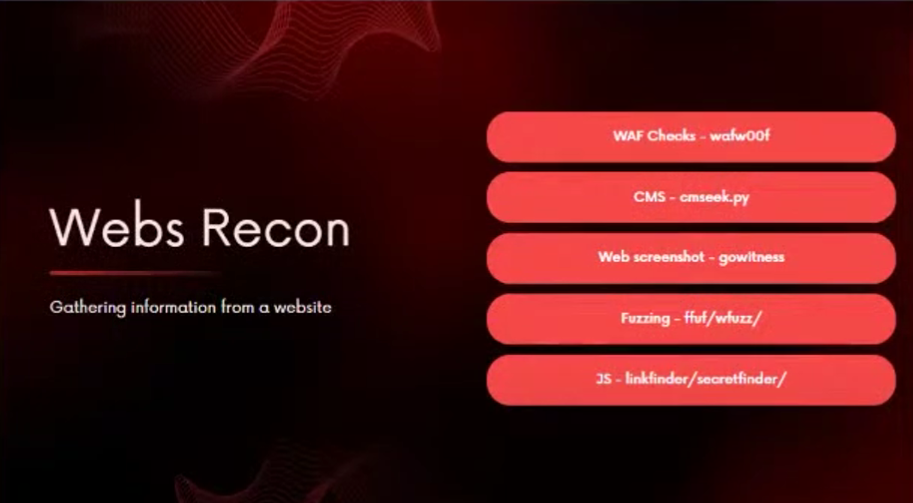 Webs Recon
Gathering information from a website
WAF Checks - wafw00f
CMS - cmseek.py
Web screenshot - gowitness
Fuzzing - ffuf/wfuzz/
JS - linkfinder/secretfinder/